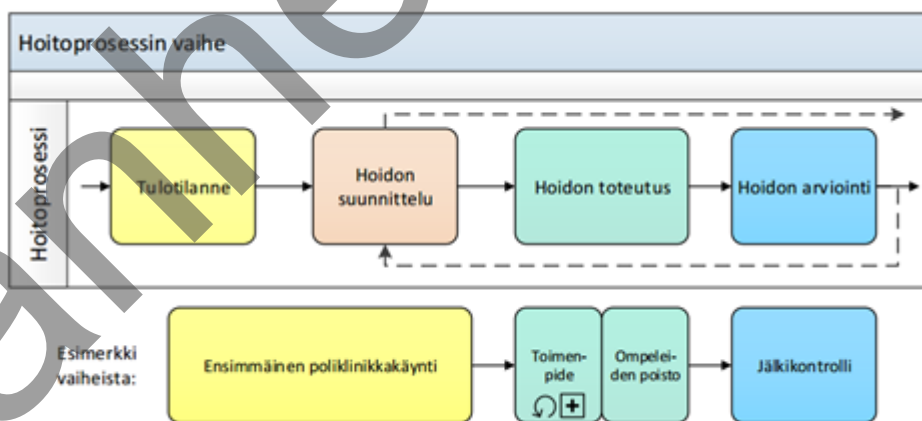 Hoitoprosessin vaihe
Hoitoprosessi
Tulotilanne
Hoidon
suunnittelu
Hoidon toteutus
Hoidon arviointi
Esimerkki
vaiheista:
Ensimmäinen poliklinikkakäynti
Toimen-
pide
Ompelei-
den poisto
Jälkikontrolli